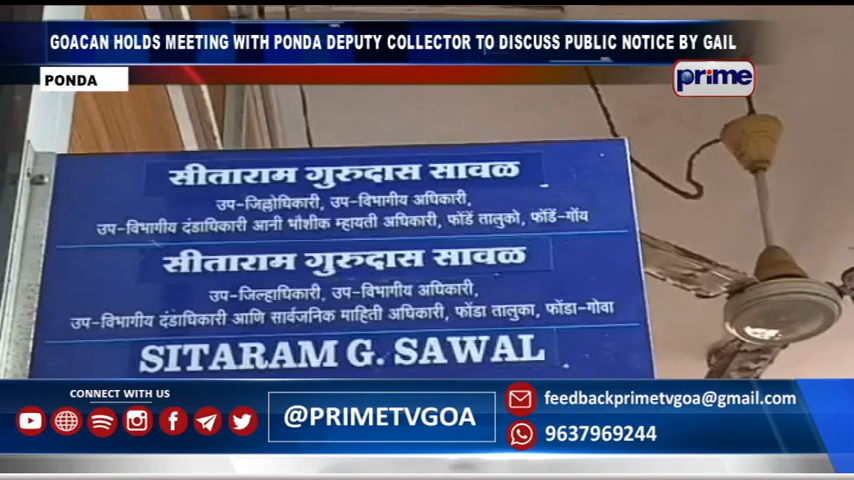 GOACAN HOLDS MEETING WITH PONDA DEPUTY COLLECTOR TO DISCUSS PUBLIC NOTICE BY GAIL
PONDA
prime
सीताराम गुरुदास सावळ
उप-जिल्लोधिकारी, उप-विभागीय अधिकारी,
उप-विभागीय दंडाधिकारी आनी भौशीक म्हायती अधिकारी, फोंडें तालुको, फोंडें-गोंय
सीताराम गुरुदास सावळ
उप-जिल्हाधिकारी, उप-विभागीय अधिकारी,
उप-विभागीय दंडाधिकारी आणि सार्वजनिक माहिती अधिकारी, फोंडा तालुका, फोंडा-गोवा
SITARAM G. SAWAL
CONNECT WITH US
@PRIMETVGOA
feedbackprimetvgoa@gmail.com
9637969244